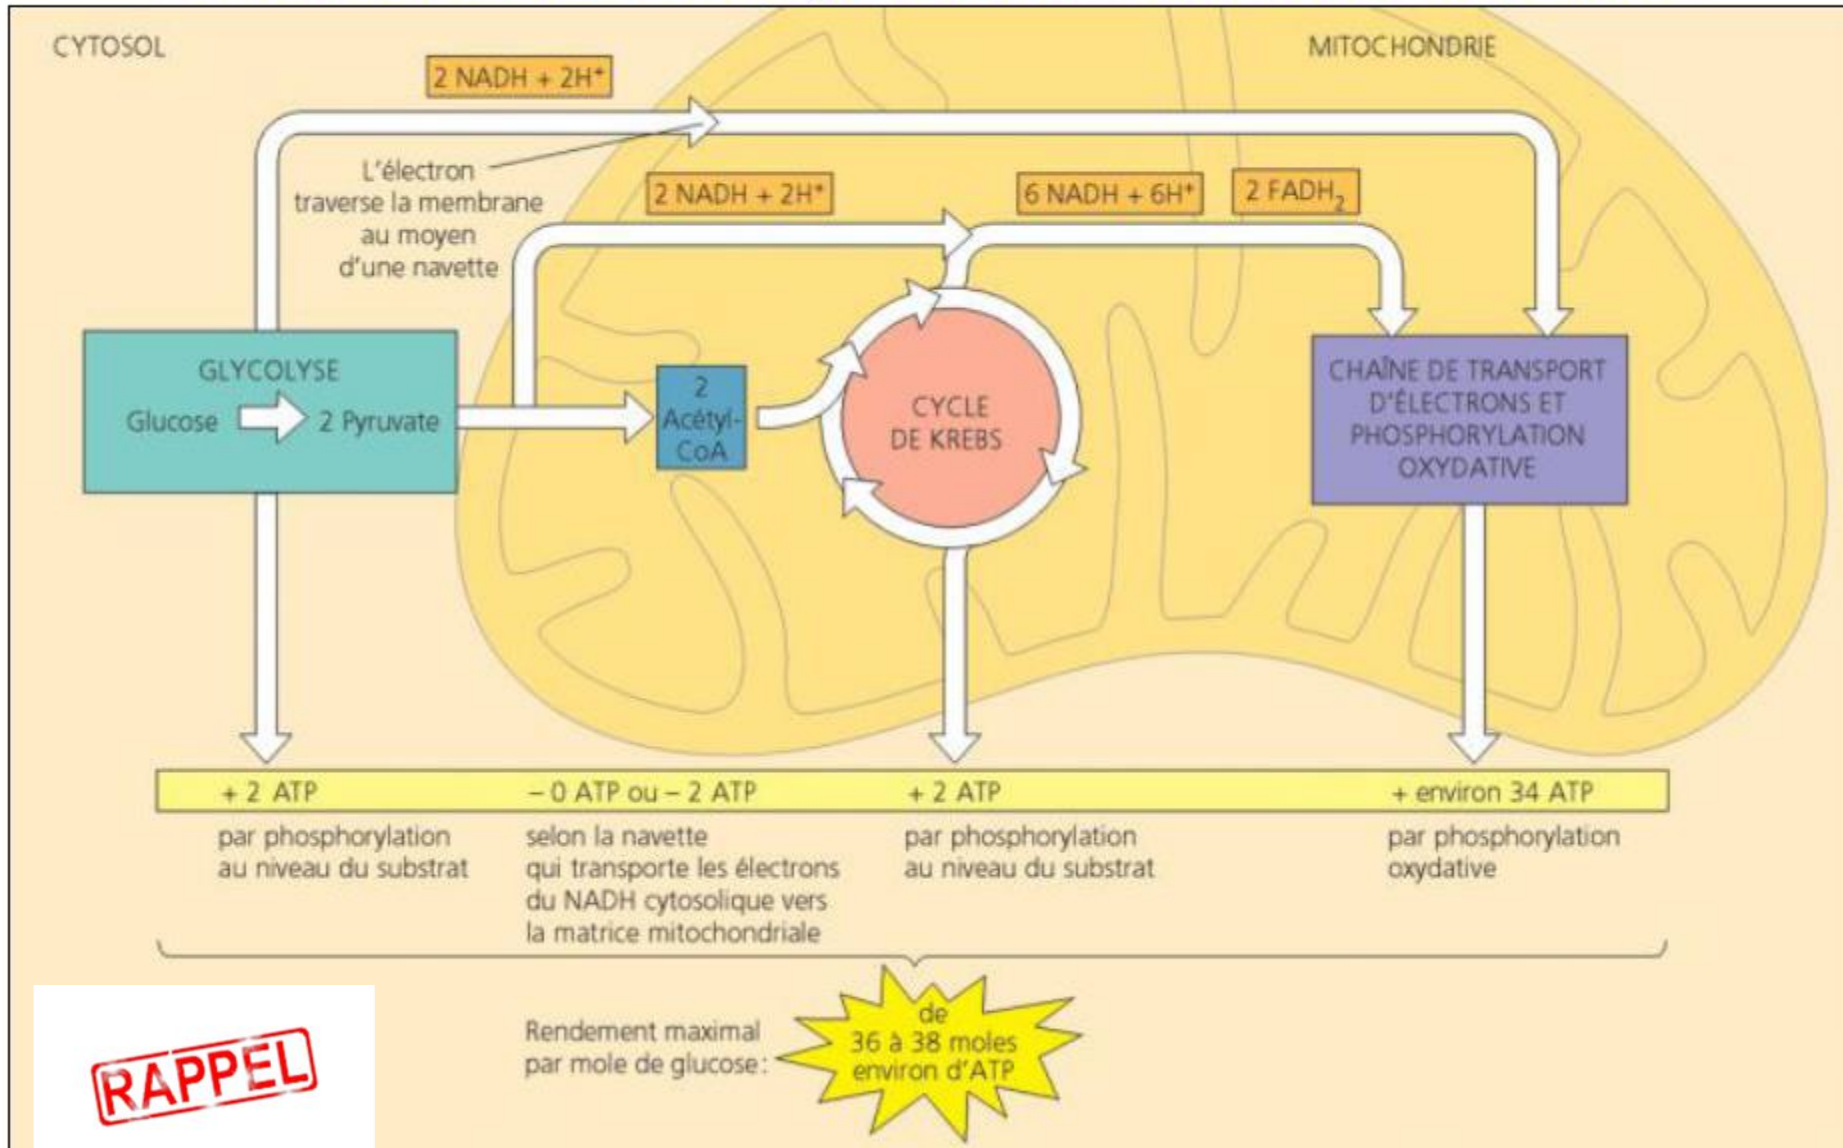 CYTOSOL
MITOCHONDRIE
2 NADH + 2H⁺
L'électron
traverse la membrane
au moyen
d'une navette
2 NADH + 2H⁺
6 NADH + 6H⁺
2 FADH₂
GLYCOLYSE
Glucose
2 Pyruvate
2
Acétyl-
CoA
CYCLE
DE KREBS
CHAÎNE DE TRANSPORT
D'ÉLECTRONS ET
PHOSPHORYLATION
OXYDATIVE
+ 2 ATP
– 0 ATP ou – 2 ATP
+ 2 ATP
+ environ 34 ATP
par phosphorylation
au niveau du substrat
selon la navette
qui transporte les électrons
du NADH cytosolique vers
la matrice mitochondriale
par phosphorylation
au niveau du substrat
par phosphorylation
oxydative
Rendement maximal
par mole de glucose :
de
36 à 38 moles
environ d'ATP
RAPPEL